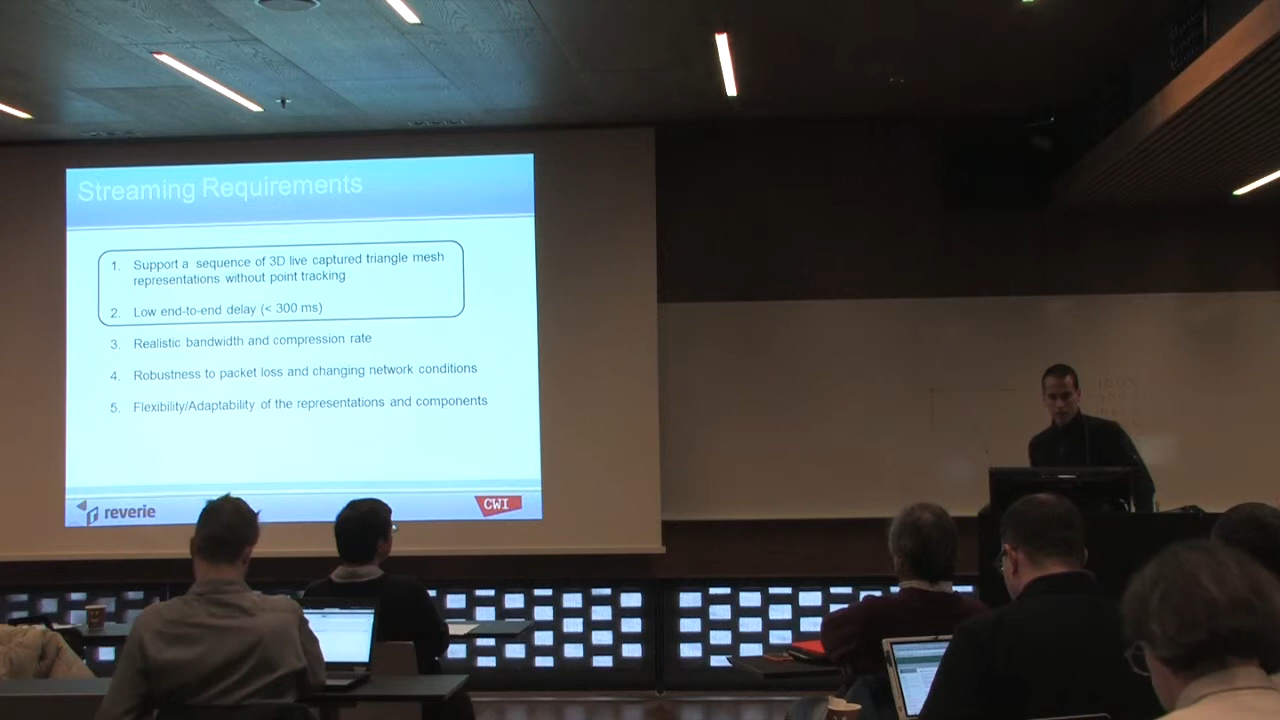 Streaming Requirements
1. Support a sequence of 3D live captured triangle mesh
representations without point tracking
2. Low end-to-end delay (< 300 ms)
3. Realistic bandwidth and compression rate
4. Robustness to packet loss and changing network conditions
5. Flexibility/Adaptability of the representations and components
reverie
CWI